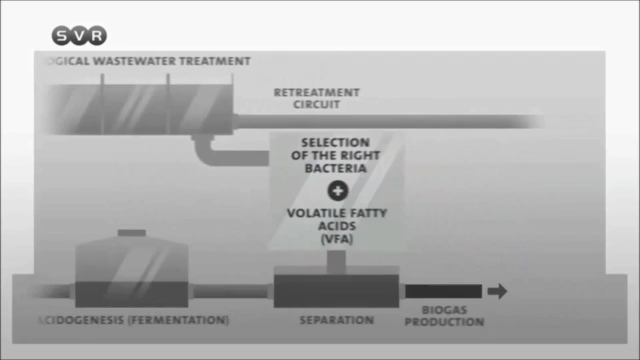 SVR
OGICAL WASTEWATER TREATMENT
RETREATMENT
CIRCUIT
SELECTION
OF THE RIGHT
BACTERIA
+
VOLATILE FATTY
ACIDS
(VFA)
ACIDOGENESIS (FERMENTATION)
SEPARATION
BIOGAS
PRODUCTION